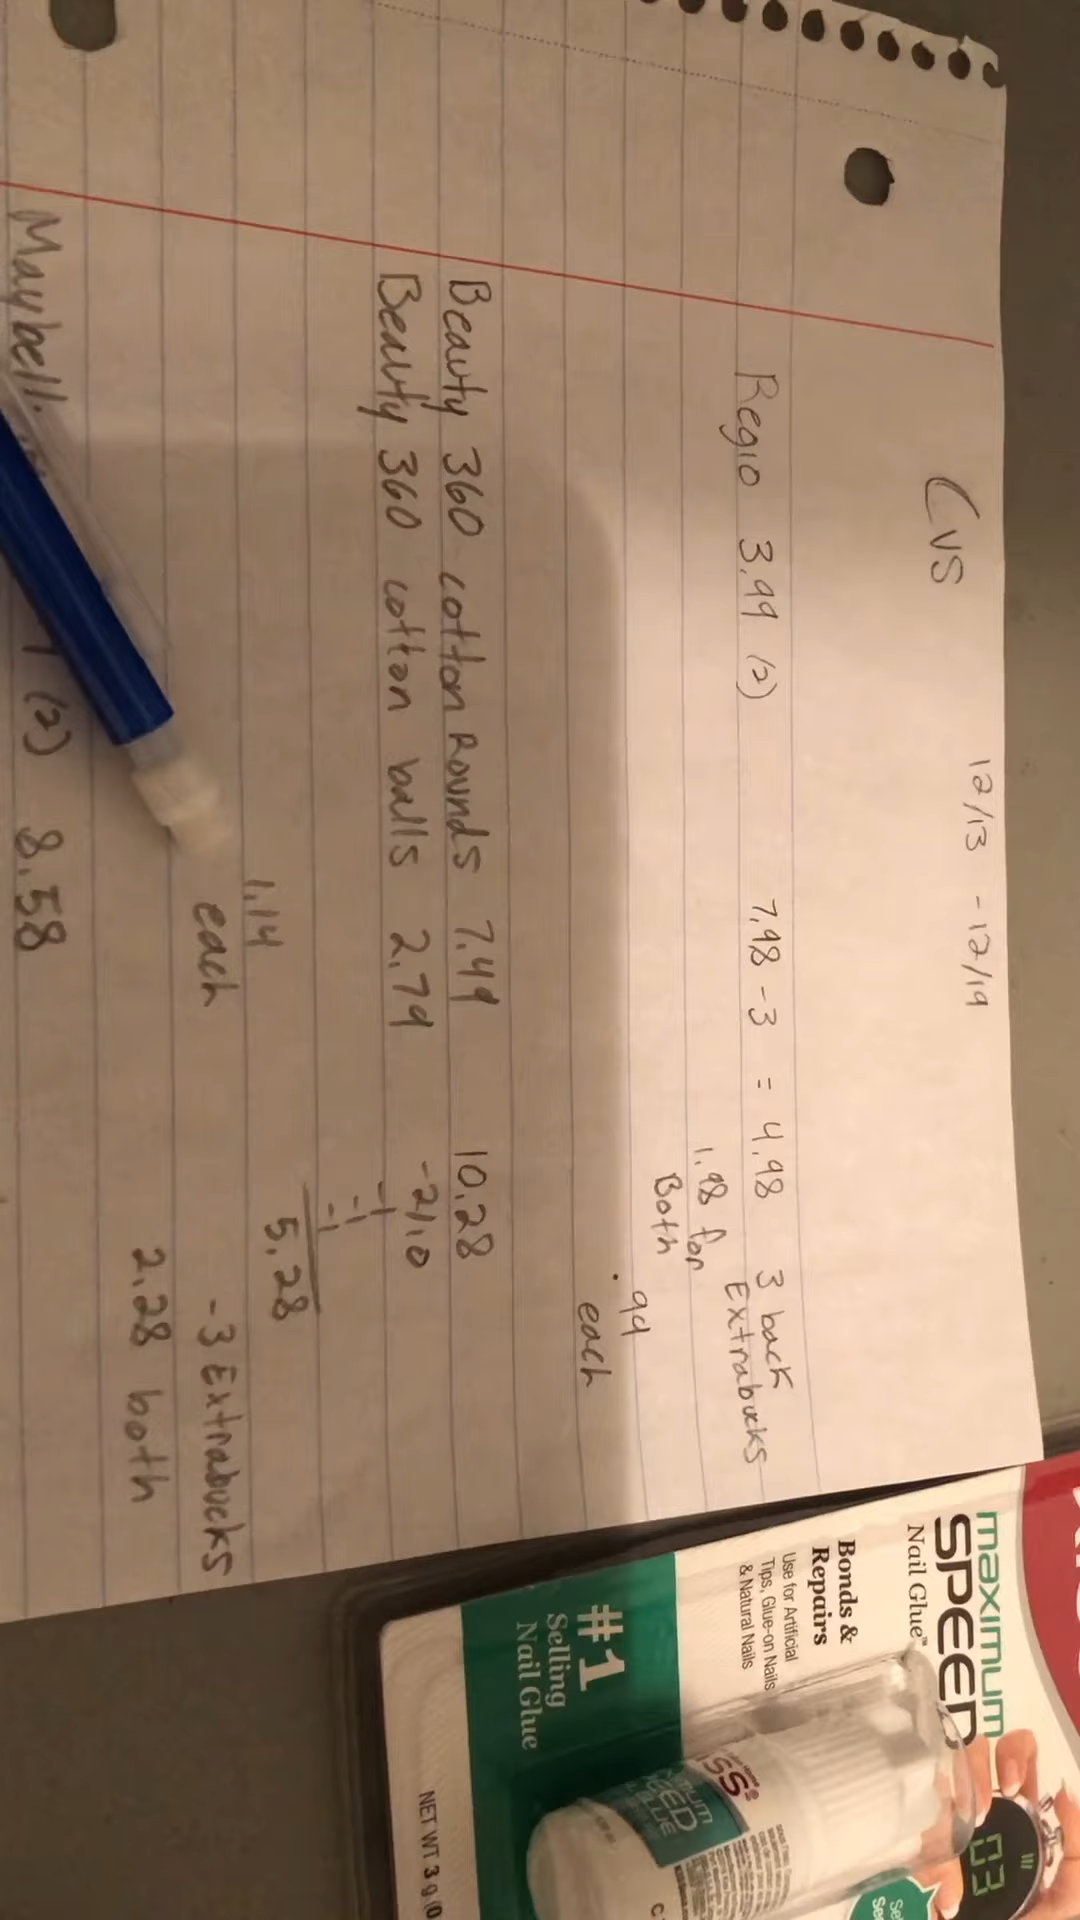 12/13 - 12/19
CVS
Regio 3.99 (2) 7.98 - 3 = 4.98 3 back
Extrabucks
1.98 for
Both
.99
each
Beauty 360 cotton Rounds 7.49 10.28
Beauty 360 cotton balls 2.79 -2/10
-1
-1
-1
1.14 5.28
each -3 Extrabucks
2.28 both
(2) 8.58
maximum
SPEED
Nail Glue™
Bonds &
Repairs
Use for Artificial
Tips, Glue-on Nails
& Natural Nails
#1
Selling
Nail Glue
03
NET WT 3 g